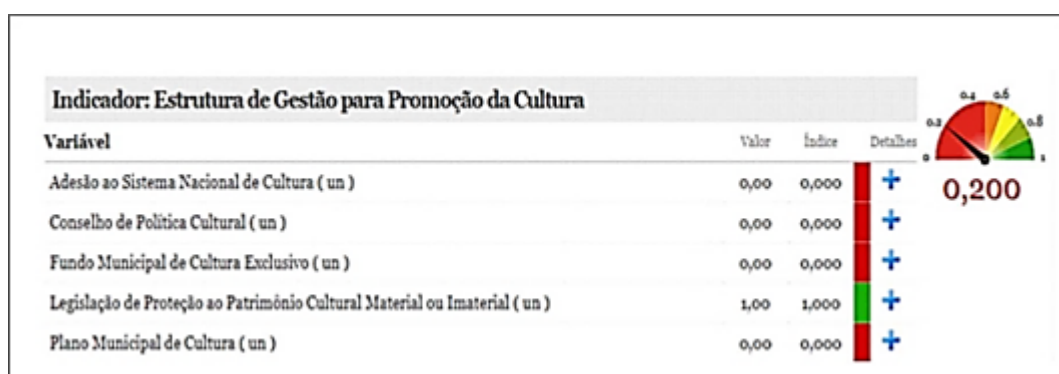 Indicador: Estrutura de Gestão para Promoção da Cultura
Variável Valor Índice Detalhes
Adesão ao Sistema Nacional de Cultura ( un ) 0,00 0,000
Conselho de Política Cultural ( un ) 0,00 0,000
Fundo Municipal de Cultura Exclusivo ( un ) 0,00 0,000
Legislação de Proteção ao Patrimônio Cultural Material ou Imaterial ( un ) 1,00 1,000
Plano Municipal de Cultura ( un ) 0,00 0,000
0 0.2 0.4 0.6 0.8 1
0,200